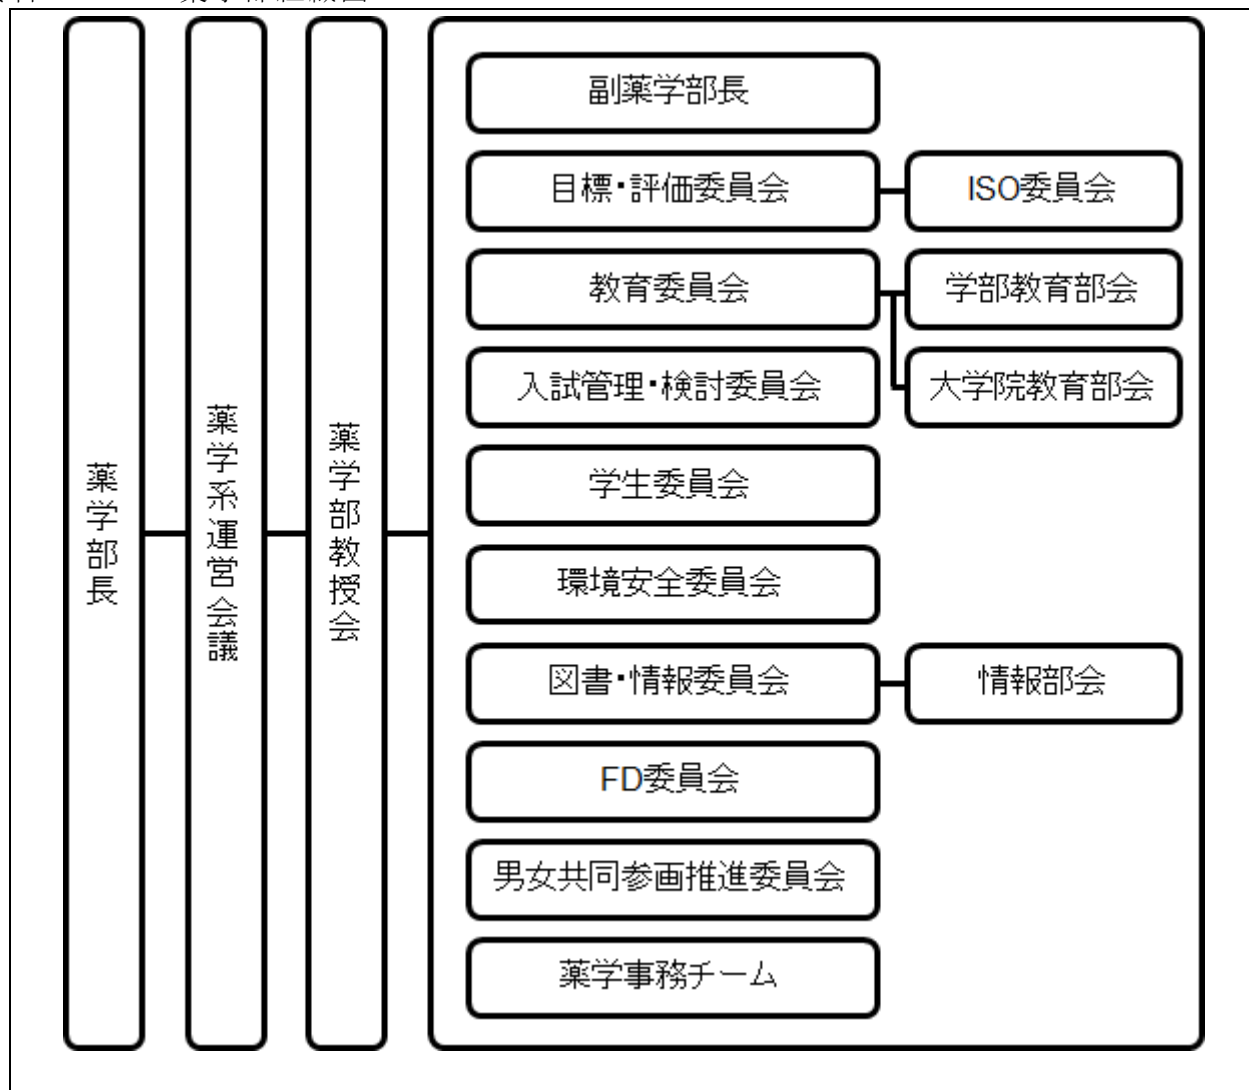 薬学部長
薬学系運営会議
薬学部教授会
副薬学部長
目標・評価委員会
ISO委員会
教育委員会
学部教育部会
入試管理・検討委員会
大学院教育部会
学生委員会
環境安全委員会
図書・情報委員会
情報部会
FD委員会
男女共同参画推進委員会
薬学事務チーム